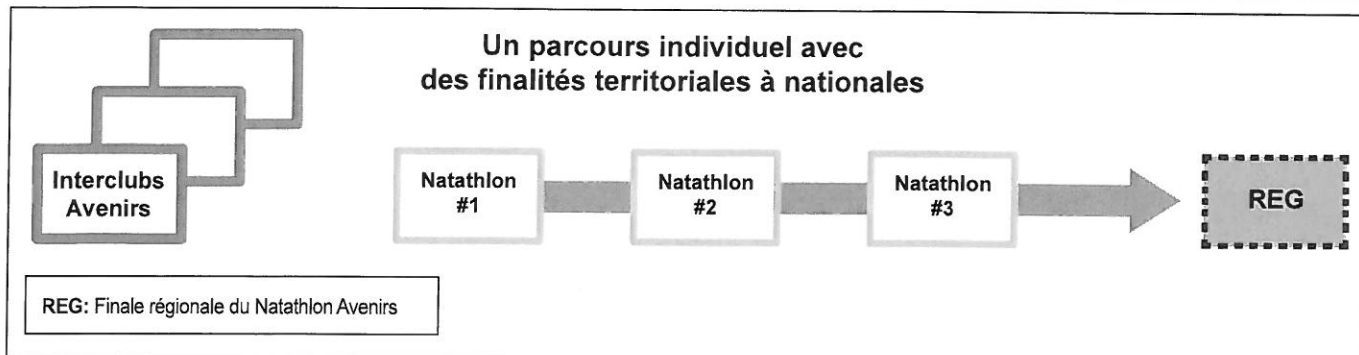 Un parcours individuel avec
des finalités territoriales à nationales
Interclubs
Avenirs
Natathlon
#1
Natathlon
#2
Natathlon
#3
REG
REG: Finale régionale du Natathlon Avenirs